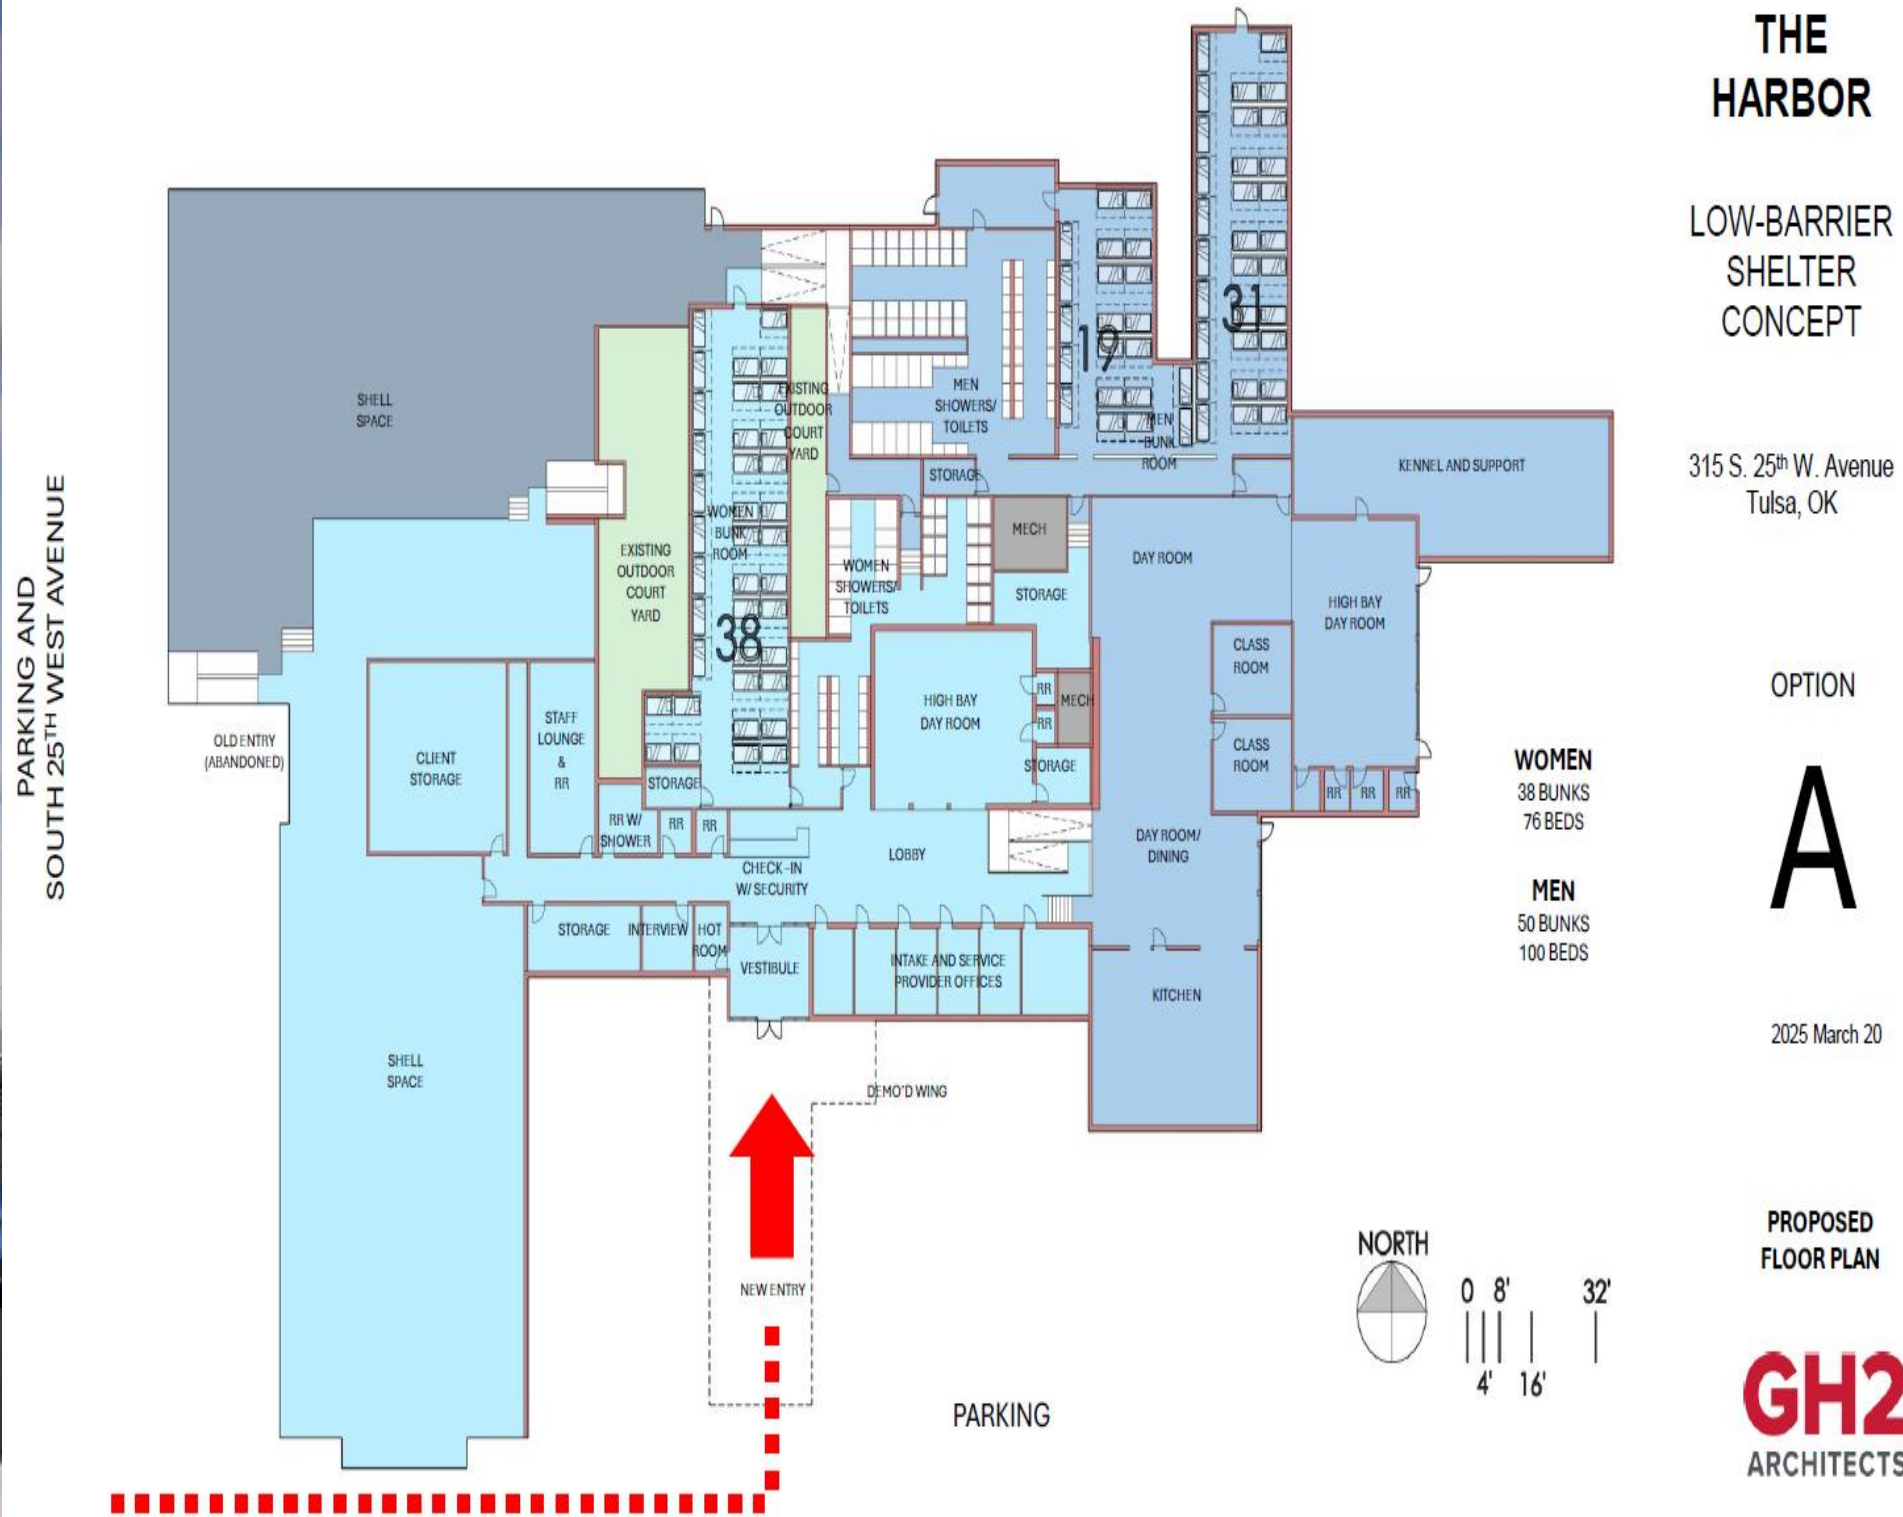 THE
HARBOR
LOW-BARRIER
SHELTER
CONCEPT
315 S. 25th W. Avenue
Tulsa, OK
OPTION
A
2025 March 20
PROPOSED
FLOOR PLAN
GH2
ARCHITECTS
WOMEN
38 BUNKS
76 BEDS
MEN
50 BUNKS
100 BEDS
PARKING AND
SOUTH 25TH WEST AVENUE
SHELL
SPACE
EXISTING
OUTDOOR
COURT
YARD
WOMEN
BUNK
ROOM
38
EXISTING
OUTDOOR
COURT
YARD
MEN
SHOWERS/
TOILETS
19
31
MEN
BUNK
ROOM
STORAGE
KENNEL AND SUPPORT
MECH
DAY ROOM
WOMEN
SHOWERS/
TOILETS
STORAGE
HIGH BAY
DAY ROOM
CLASS
ROOM
CLASS
ROOM
RR
RR
RR
OLD ENTRY
(ABANDONED)
CLIENT
STORAGE
STAFF
LOUNGE
&
RR
STORAGE
RR W/
SHOWER
RR
RR
HIGH BAY
DAY ROOM
RR
RR
MECH
STORAGE
CHECK-IN
W/ SECURITY
LOBBY
DAY ROOM/
DINING
STORAGE
INTERVIEW
HOT
ROOM
VESTIBULE
INTAKE AND SERVICE
PROVIDER OFFICES
KITCHEN
SHELL
SPACE
DEMO'D WING
NEW ENTRY
PARKING
NORTH
0 8' 32'
4' 16'